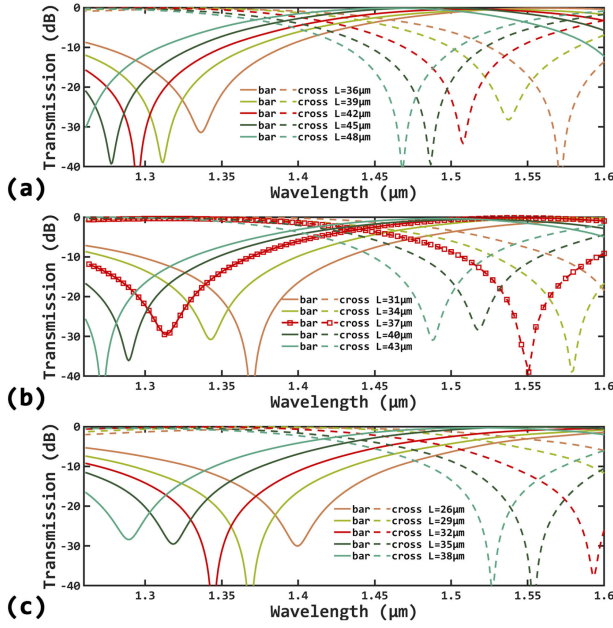 0
-10
-20
-30
-40
Transmission (dB)
bar cross L=36μm
bar cross L=39μm
bar cross L=42μm
bar cross L=45μm
bar cross L=48μm
1.3 1.35 1.4 1.45 1.5 1.55 1.6
Wavelength (μm)
(a)
0
-10
-20
-30
-40
Transmission (dB)
bar cross L=31μm
bar cross L=34μm
bar cross L=37μm
bar cross L=40μm
bar cross L=43μm
1.3 1.35 1.4 1.45 1.5 1.55 1.6
Wavelength (μm)
(b)
0
-10
-20
-30
-40
Transmission (dB)
bar cross L=26μm
bar cross L=29μm
bar cross L=32μm
bar cross L=35μm
bar cross L=38μm
1.3 1.35 1.4 1.45 1.5 1.55 1.6
Wavelength (μm)
(c)